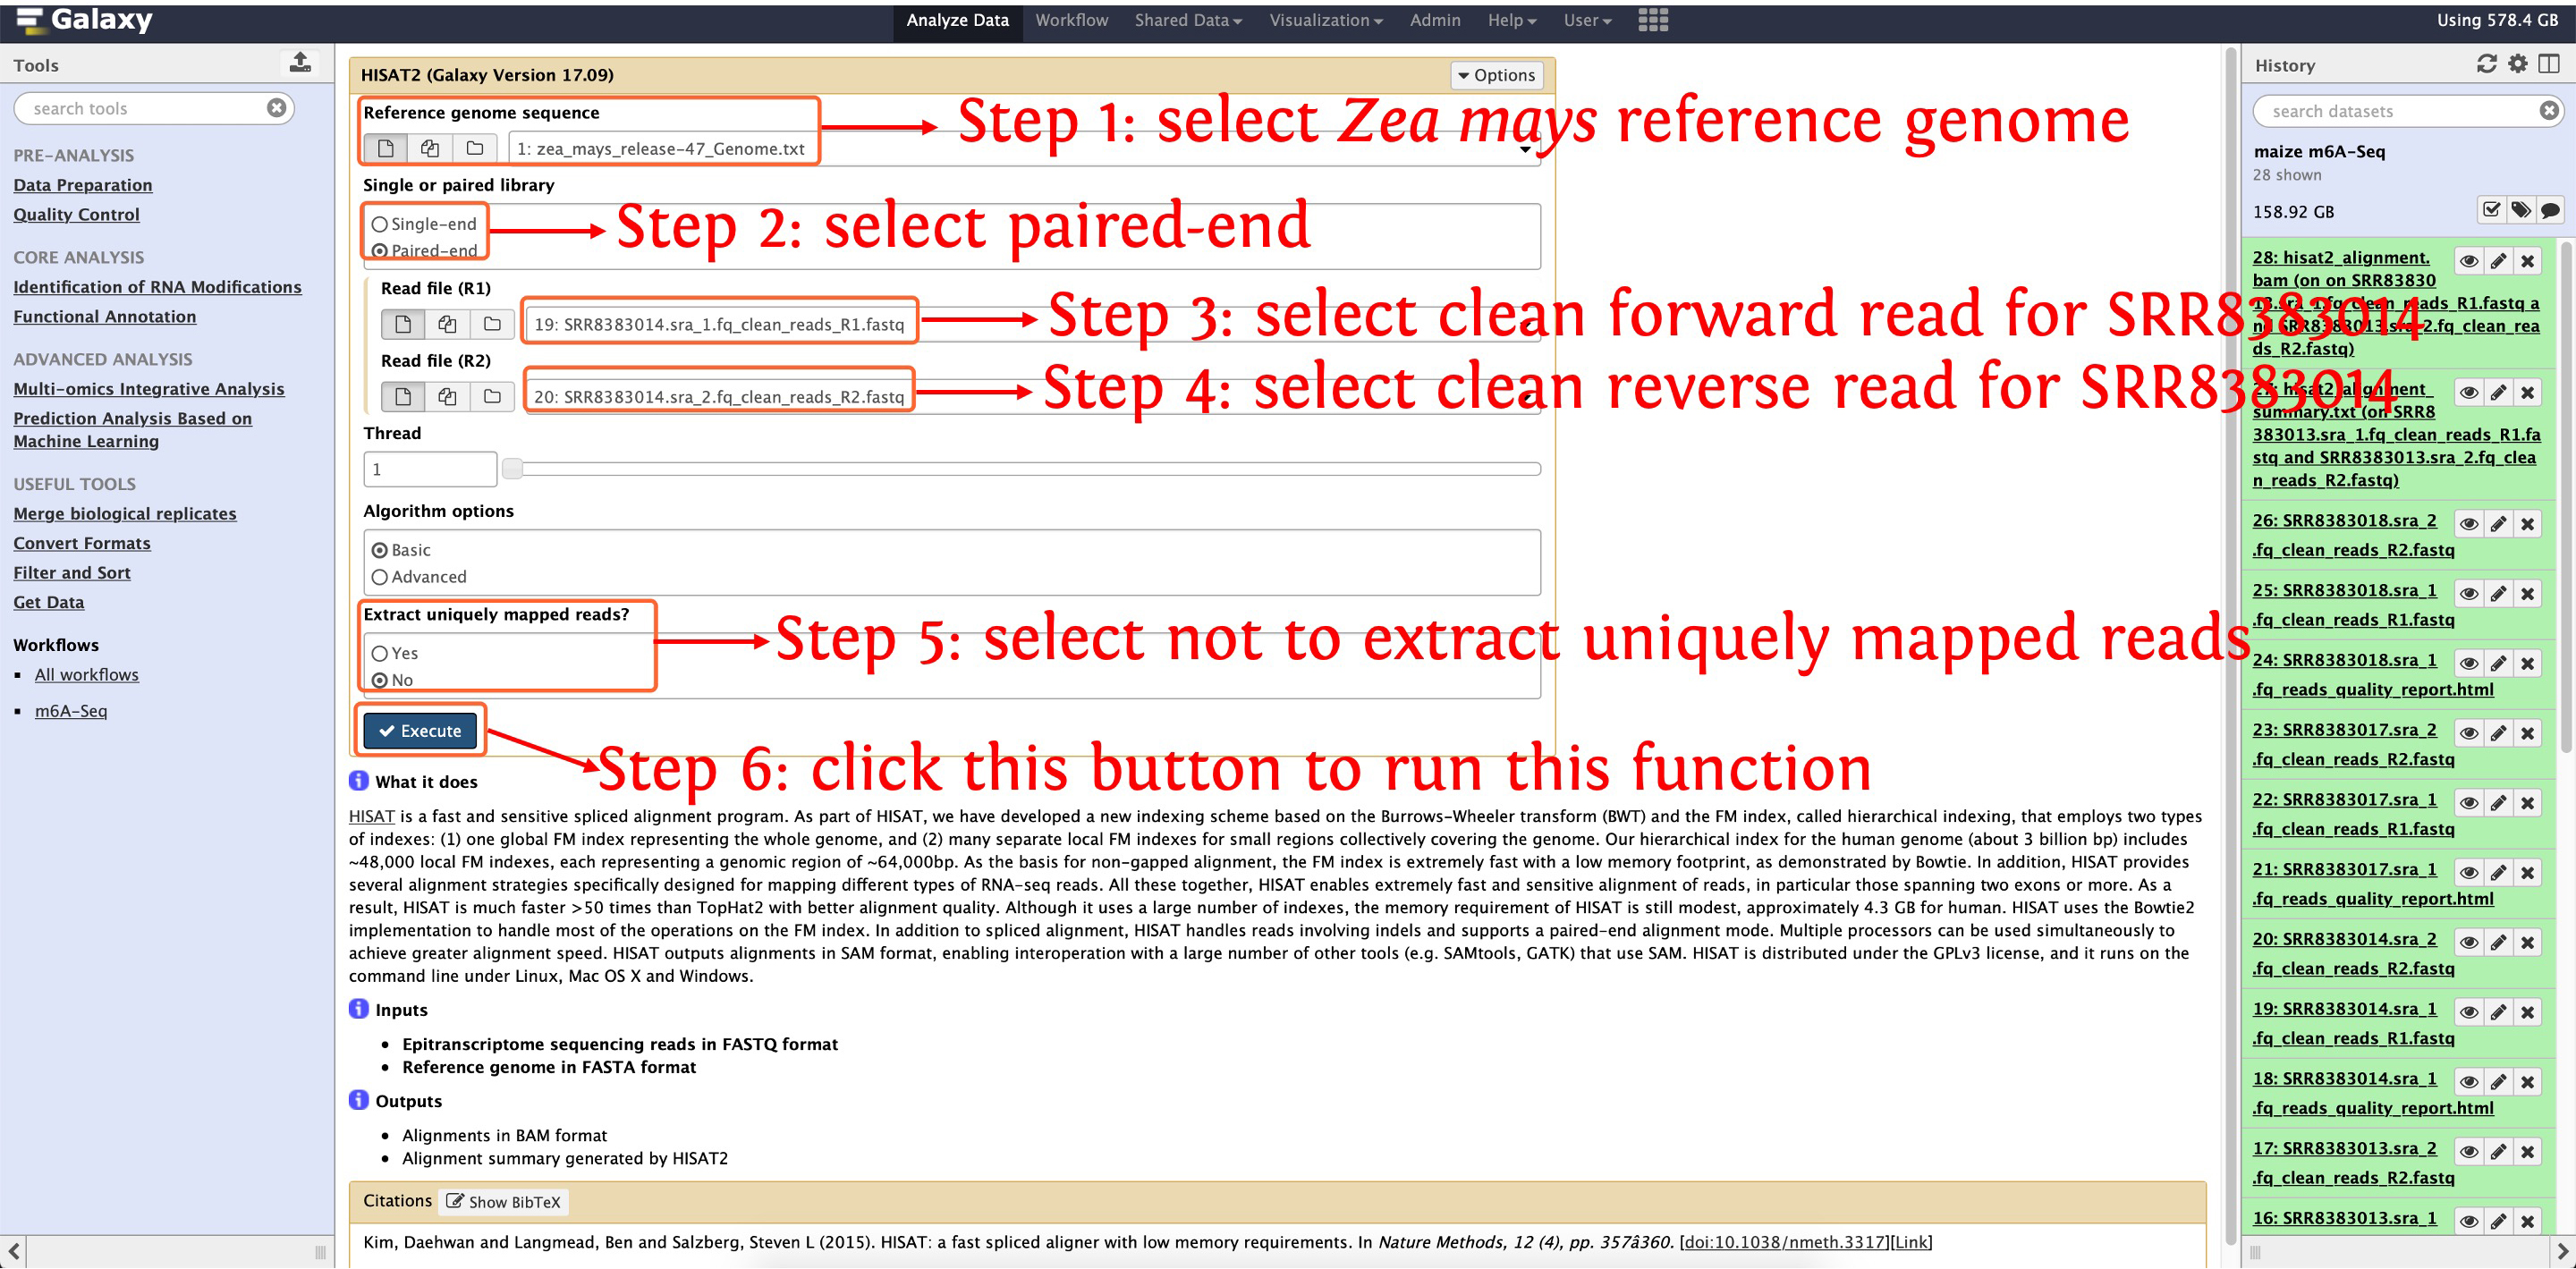 Galaxy
Analyze Data Workflow Shared Data Visualization Admin Help User
Using 578.4 GB
Tools
search tools
PRE-ANALYSIS
Data Preparation
Quality Control
CORE ANALYSIS
Identification of RNA Modifications
Functional Annotation
ADVANCED ANALYSIS
Multi-omics Integrative Analysis
Prediction Analysis Based on
Machine Learning
USEFUL TOOLS
Merge biological replicates
Convert Formats
Filter and Sort
Get Data
Workflows
All workflows
m6A-Seq
HISAT2 (Galaxy Version 17.09)
Options
Reference genome sequence
1: zea_mays_release-47_Genome.txt
Step 1: select Zea mays reference genome
Single or paired library
Single-end
Paired-end
Step 2: select paired-end
Read file (R1)
19: SRR8383014.sra_1.fq_clean_reads_R1.fastq
Step 3: select clean forward read for SRR8383014
Read file (R2)
20: SRR8383014.sra_2.fq_clean_reads_R2.fastq
Step 4: select clean reverse read for SRR8383014
Thread
1
Algorithm options
Basic
Advanced
Extract uniquely mapped reads?
Yes
No
Step 5: select not to extract uniquely mapped reads
Execute
Step 6: click this button to run this function
What it does
HISAT is a fast and sensitive spliced alignment program. As part of HISAT, we have developed a new indexing scheme based on the Burrows-Wheeler transform (BWT) and the FM index, called hierarchical indexing, that employs two types
of indexes: (1) one global FM index representing the whole genome, and (2) many separate local FM indexes for small regions collectively covering the genome. Our hierarchical index for the human genome (about 3 billion bp) includes
~48,000 local FM indexes, each representing a genomic region of ~64,000bp. As the basis for non-gapped alignment, the FM index is extremely fast with a low memory footprint, as demonstrated by Bowtie. In addition, HISAT provides
several alignment strategies specifically designed for mapping different types of RNA-seq reads. All these together, HISAT enables extremely fast and sensitive alignment of reads, in particular those spanning two exons or more. As a
result, HISAT is much faster >50 times than TopHat2 with better alignment quality. Although it uses a large number of indexes, the memory requirement of HISAT is still modest, approximately 4.3 GB for human. HISAT uses the Bowtie2
implementation to handle most of the operations on the FM index. In addition to spliced alignment, HISAT handles reads involving indels and supports a paired-end alignment mode. Multiple processors can be used simultaneously to
achieve greater alignment speed. HISAT outputs alignments in SAM format, enabling interoperation with a large number of other tools (e.g. SAMtools, GATK) that use SAM. HISAT is distributed under the GPLv3 license, and it runs on the
command line under Linux, Mac OS X and Windows.
Inputs
Epitranscriptome sequencing reads in FASTQ format
Reference genome in FASTA format
Outputs
Alignments in BAM format
Alignment summary generated by HISAT2
Citations Show BibTeX
Kim, Daehwan and Langmead, Ben and Salzberg, Steven L (2015). HISAT: a fast spliced aligner with low memory requirements. In Nature Methods, 12 (4), pp. 357â360. [doi:10.1038/nmeth.3317][Link]
History
search datasets
maize m6A-Seq
28 shown
158.92 GB
28: hisat2_alignment.
bam (on on SRR83830
13.sra_1.fq_clean_reads_R1.fastq a
nd SRR8383013.sra_2.fq_clean_rea
ds_R2.fastq)
27: hisat2_alignment_
summary.txt (on SRR8
383013.sra_1.fq_clean_reads_R1.fa
stq and SRR8383013.sra_2.fq_clea
n_reads_R2.fastq)
26: SRR8383018.sra_2
.fq_clean_reads_R2.fastq
25: SRR8383018.sra_1
.fq_clean_reads_R1.fastq
24: SRR8383018.sra_1
.fq_reads_quality_report.html
23: SRR8383017.sra_2
.fq_clean_reads_R2.fastq
22: SRR8383017.sra_1
.fq_clean_reads_R1.fastq
21: SRR8383017.sra_1
.fq_reads_quality_report.html
20: SRR8383014.sra_2
.fq_clean_reads_R2.fastq
19: SRR8383014.sra_1
.fq_clean_reads_R1.fastq
18: SRR8383014.sra_1
.fq_reads_quality_report.html
17: SRR8383013.sra_2
.fq_clean_reads_R2.fastq
16: SRR8383013.sra_1